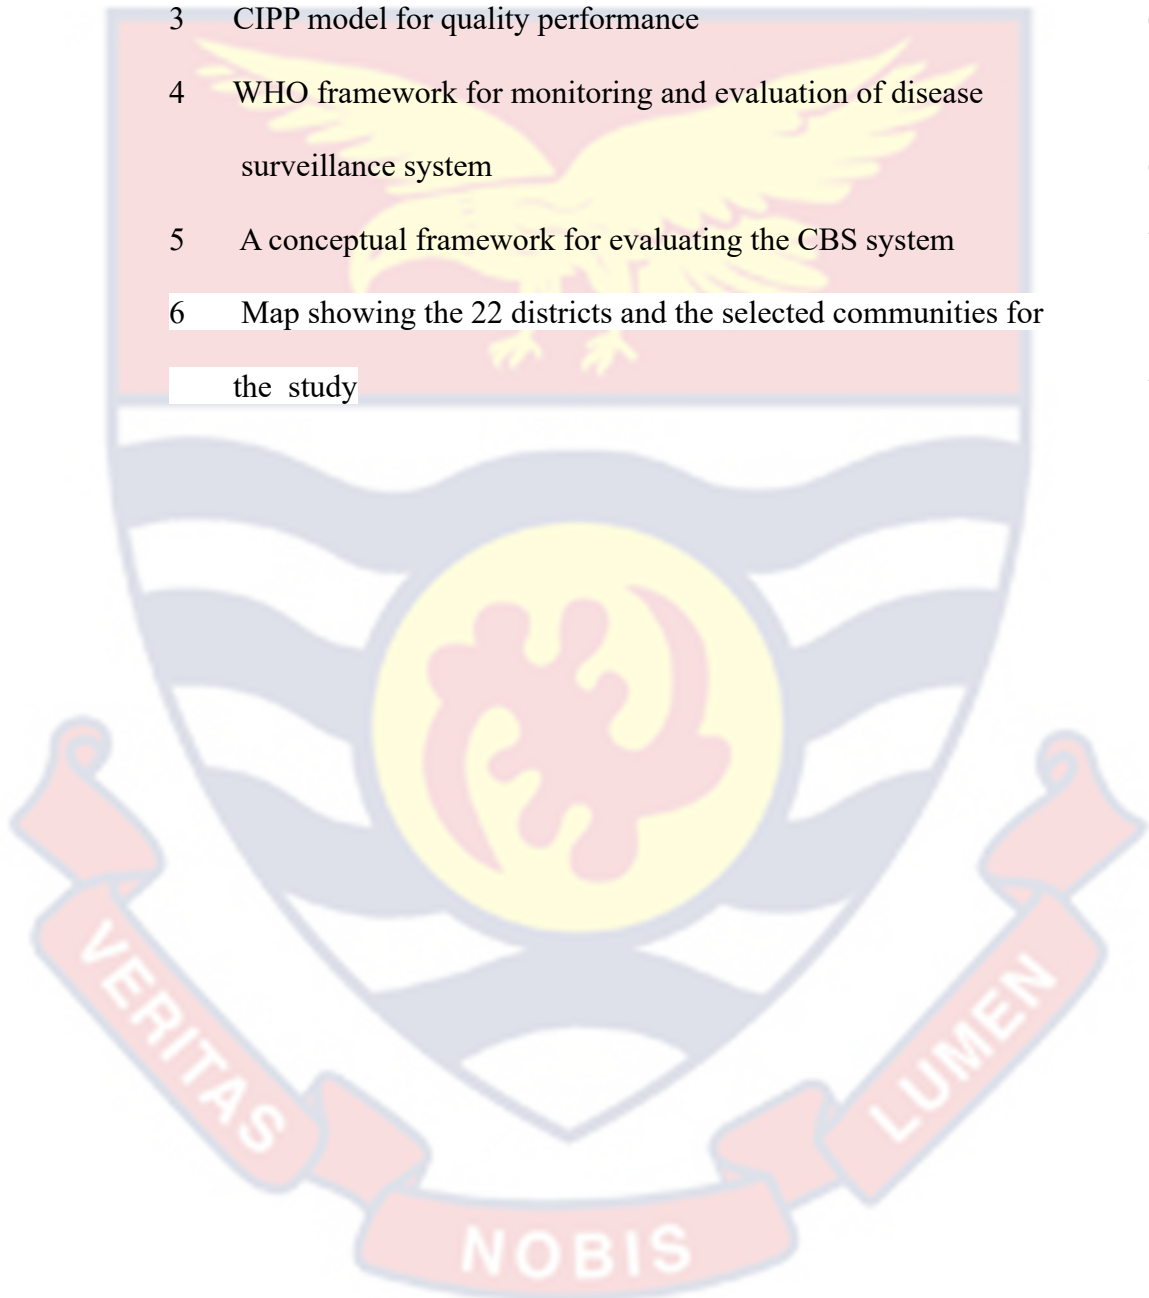 3 CIPP model for quality performance
4 WHO framework for monitoring and evaluation of disease
surveillance system
5 A conceptual framework for evaluating the CBS system
6 Map showing the 22 districts and the selected communities for
the study
VERITAS
NOBIS
LUMEN